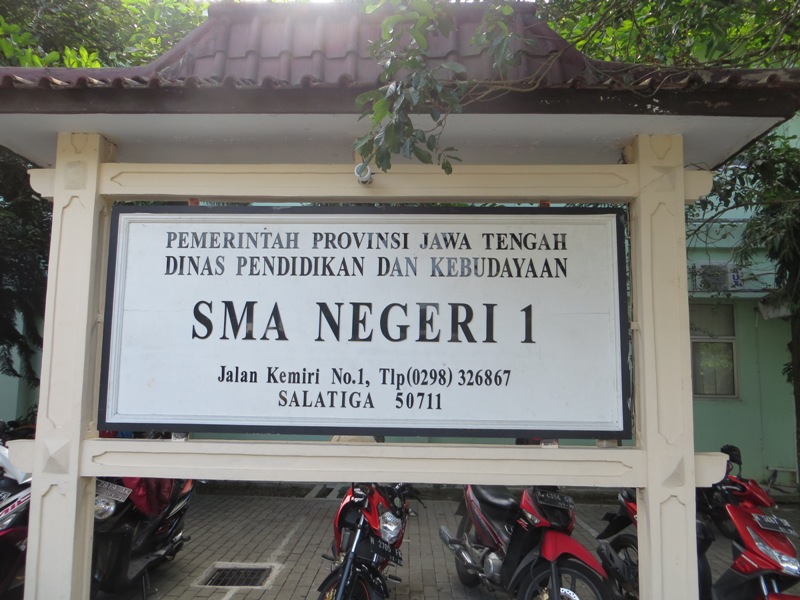 PEMERINTAH PROVINSI JAWA TENGAH
DINAS PENDIDIKAN DAN KEBUDAYAAN
SMA NEGERI 1
Jalan Kemiri No.1, Tlp(0298) 326867
SALATIGA 50711